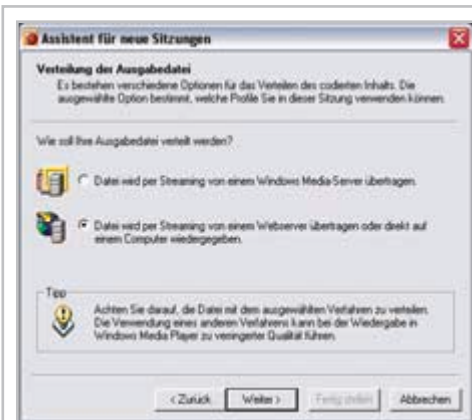 Assistent für neue Sitzungen
Verteilung der Ausgabedatei
Es bestehen verschiedene Optionen für das Verteilen des codierten Inhalts. Die
ausgewählte Option bestimmt, welche Profile Sie in dieser Sitzung verwenden können.
Wie soll Ihre Ausgabedatei verteilt werden?
Datei wird per Streaming von einem Windows Media-Server übertragen.
Datei wird per Streaming von einem Webserver übertragen oder direkt auf
einem Computer wiedergegeben.
Tipp
Achten Sie darauf, die Datei mit dem ausgewählten Verfahren zu verteilen.
Die Verwendung eines anderen Verfahrens kann bei der Wiedergabe in
Windows Media Player zu verringerter Qualität führen.
< Zurück Weiter > Fertig stellen Abbrechen